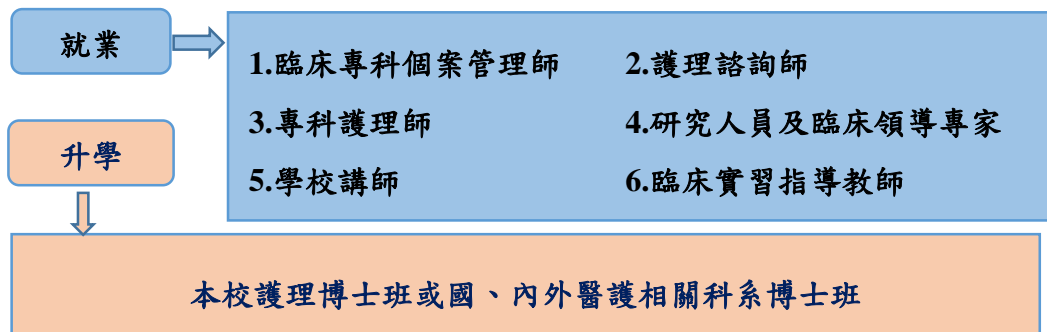 就業
1.臨床專科個案管理師 2.護理諮詢師
3.專科護理師 4.研究人員及臨床領導專家
5.學校講師 6.臨床實習指導教師
升學
本校護理博士班或國、內外醫護相關科系博士班